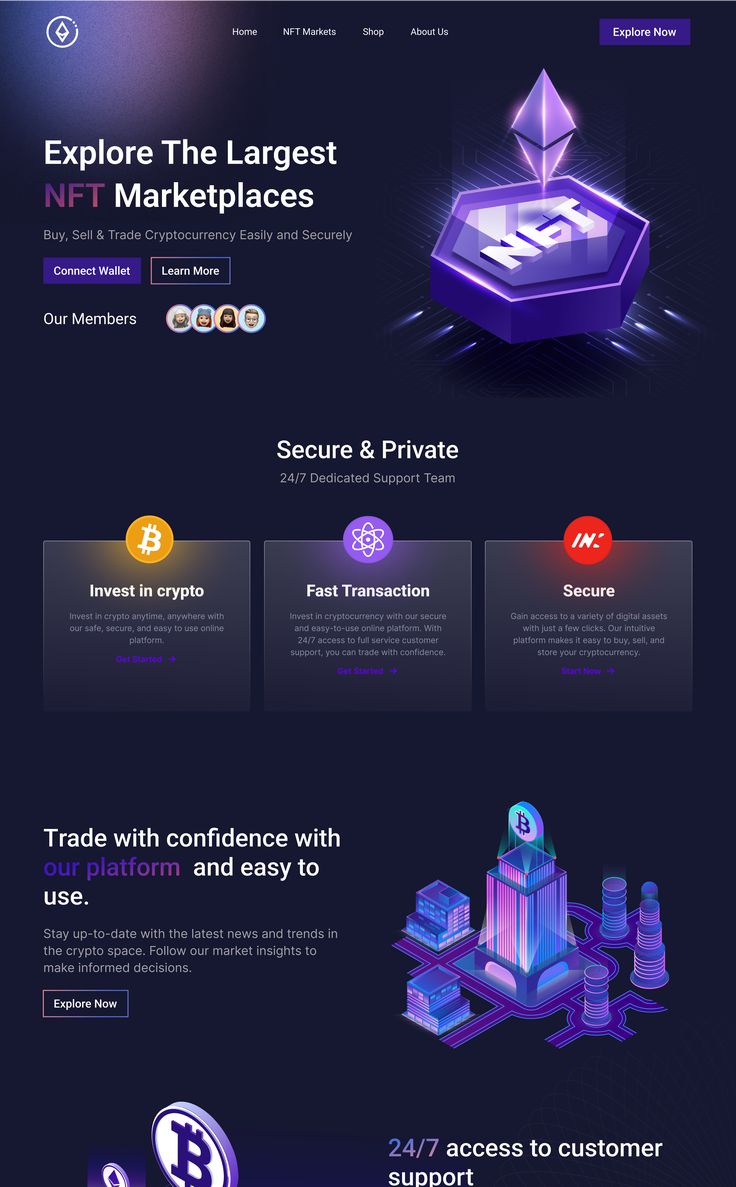 Home
NFT Markets
Shop
About Us
Explore Now
Explore The Largest
NFT Marketplaces
Buy, Sell & Trade Cryptocurrency Easily and Securely
Connect Wallet
Learn More
Our Members
NFT
Secure & Private
24/7 Dedicated Support Team
Invest in crypto
Invest in crypto anytime, anywhere with
our safe, secure, and easy to use online
platform.
Get Started
Fast Transaction
Invest in cryptocurrency with our secure
and easy-to-use online platform. With
24/7 access to full service customer
support, you can trade with confidence.
Get Started
Secure
Gain access to a variety of digital assets
with just a few clicks. Our intuitive
platform makes it easy to buy, sell, and
store your cryptocurrency.
Start Now
Trade with confidence with
our platform and easy to
use.
Stay up-to-date with the latest news and trends in
the crypto space. Follow our market insights to
make informed decisions.
Explore Now
24/7 access to customer
support